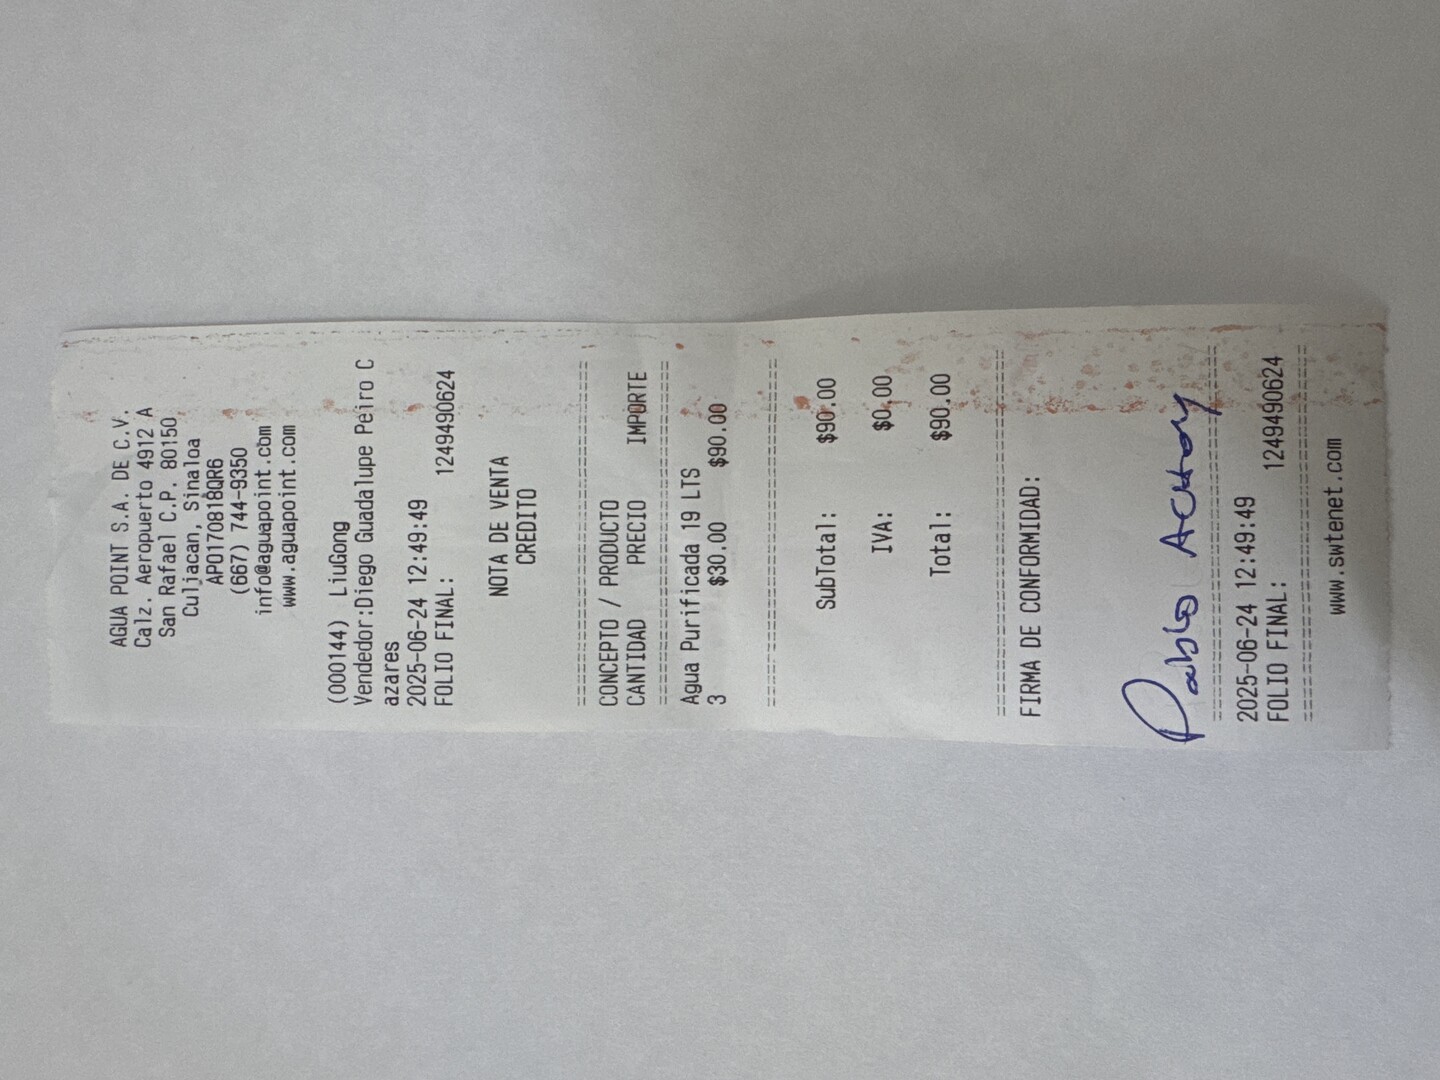 AGUA POINT S.A. DE C.V.
Calz. Aeropuerto 4912 A
San Rafael C.P. 80150
Culiacan, Sinaloa
APO170818QR6
(667) 744-9350
info@aguapoint.com
www.aguapoint.com
(000144) LiuGong
Vendedor:Diego Guadalupe Peiro C
azares
2025-06-24 12:49:49
FOLIO FINAL: 1249490624
NOTA DE VENTA
CREDITO
CONCEPTO / PRODUCTO
CANTIDAD PRECIO IMPORTE
Agua Purificada 19 LTS
3 $30.00 $90.00
SubTotal: $90.00
IVA: $0.00
Total: $90.00
FIRMA DE CONFORMIDAD:
Pablo
2025-06-24 12:49:49
FOLIO FINAL: 1249490624
www.swtenet.com